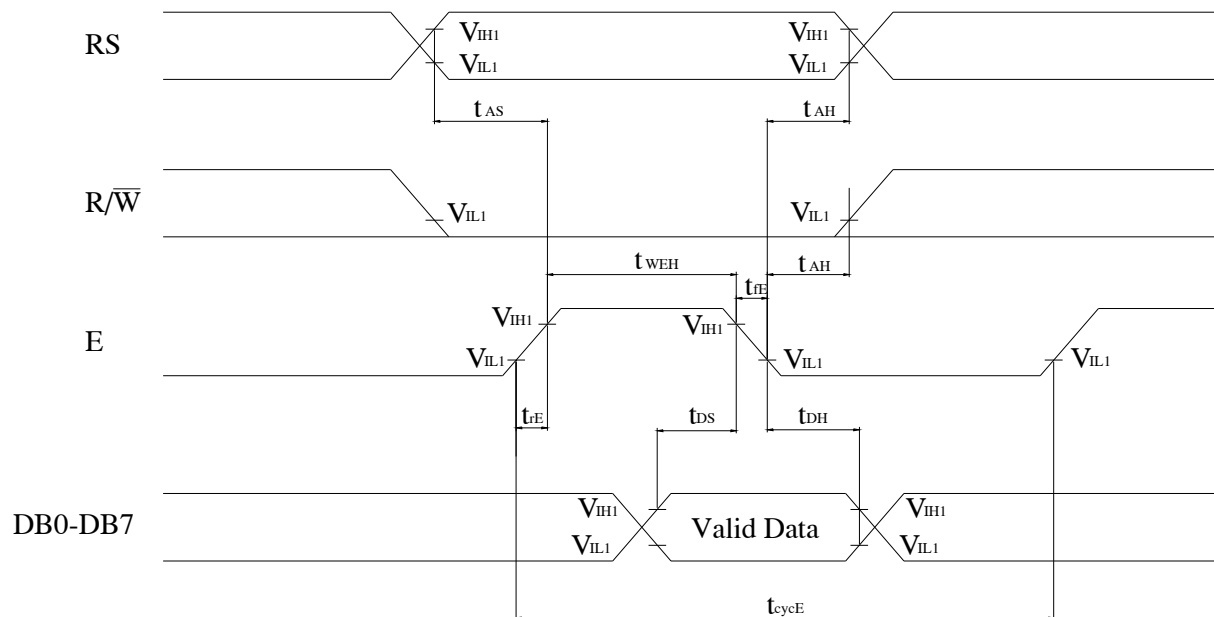 RS
VIH1
VIL1
VIH1
VIL1
tAS
tAH
R/W̅
VIL1
VIL1
tWEH
tAH
tfE
E
VIH1
VIL1
VIH1
VIL1
VIL1
trE
tDS
tDH
DB0-DB7
VIH1
VIL1
Valid Data
VIH1
VIL1
tcycE